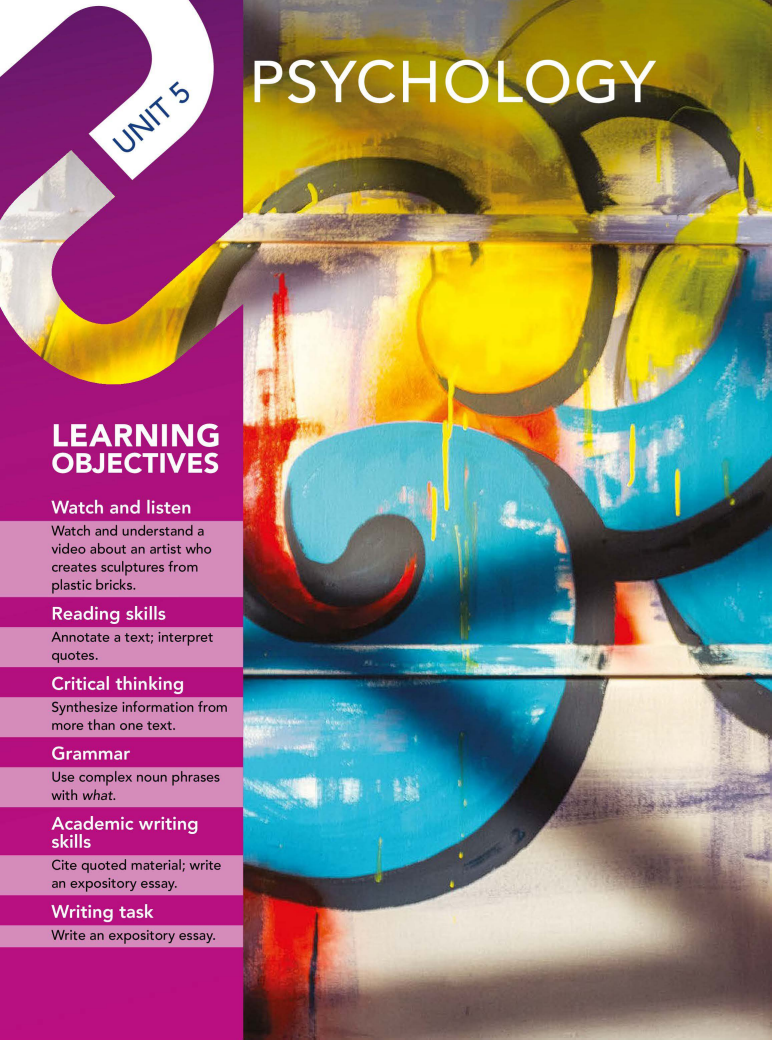 UNIT 5
PSYCHOLOGY
LEARNING
OBJECTIVES
Watch and listen
Watch and understand a
video about an artist who
creates sculptures from
plastic bricks.
Reading skills
Annotate a text; interpret
quotes.
Critical thinking
Synthesize information from
more than one text.
Grammar
Use complex noun phrases
with what.
Academic writing
skills
Cite quoted material; write
an expository essay.
Writing task
Write an expository essay.